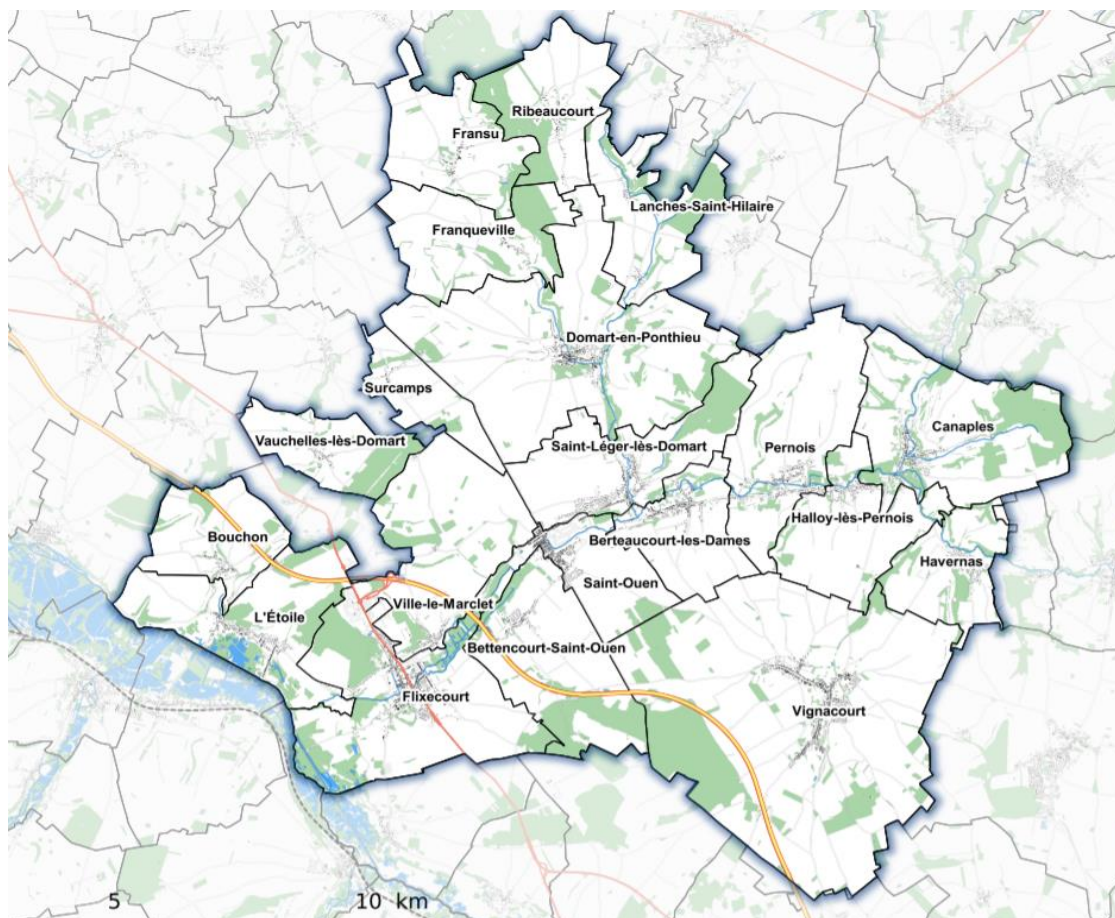 Ribeaucourt
Fransu
Lanches-Saint-Hilaire
Franqueville
Domart-en-Ponthieu
Surcamps
Canaples
Vauchelles-lès-Domart
Saint-Léger-lès-Domart
Pernois
Halloy-lès-Pernois
Bouchon
Berteaucourt-les-Dames
Havernas
Saint-Ouen
Ville-le-Marclet
L'Étoile
Bettencourt-Saint-Ouen
Flixecourt
Vignacourt
5 10 km